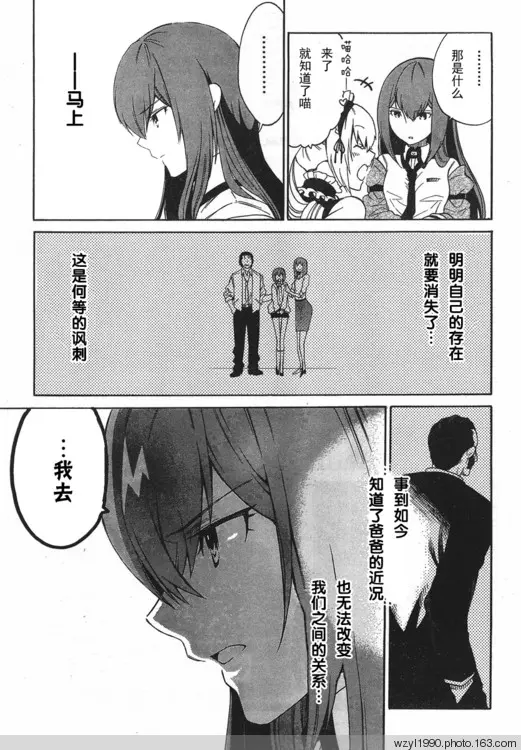 …………
那是什么
喵哈哈——
来了
就知道了喵
…………
——马上
明明自己的存在
就要消失了…
这是何等的讽刺
事到如今
知道了爸爸的近况
也无法改变
我们之间的关系…
…我去
wzyl1990.photo.163.com